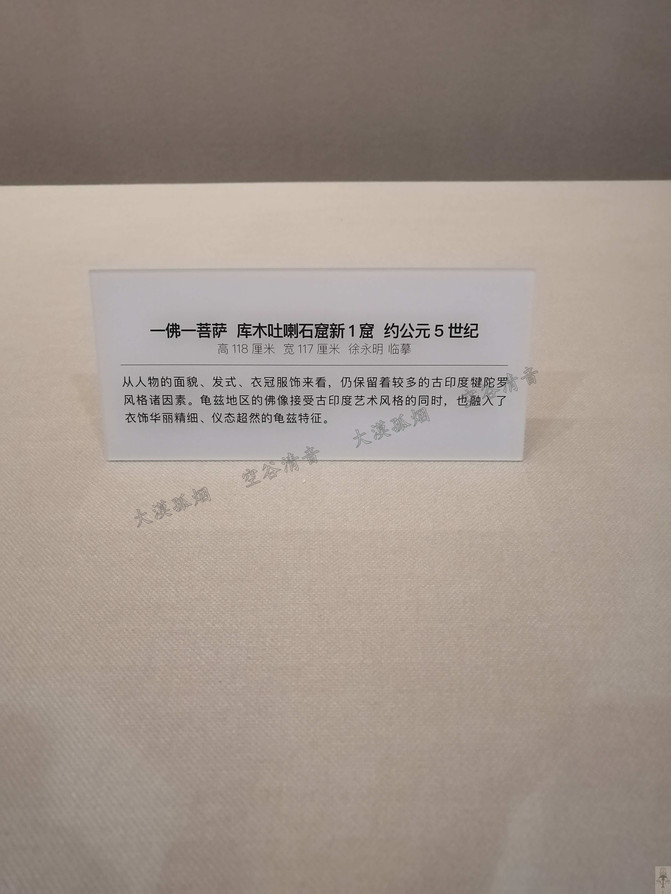 一佛一菩萨 库木吐喇石窟新1窟 约公元5世纪
高118厘米 宽117厘米 徐永明 临摹
从人物的面貌、发式、衣冠服饰来看，仍保留着较多的古印度犍陀罗
风格诸因素。龟兹地区的佛像接受古印度艺术风格的同时，也融入了
衣饰华丽精细、仪态超然的龟兹特征。
大漠孤烟 空谷清音 大漠孤烟 空谷清音